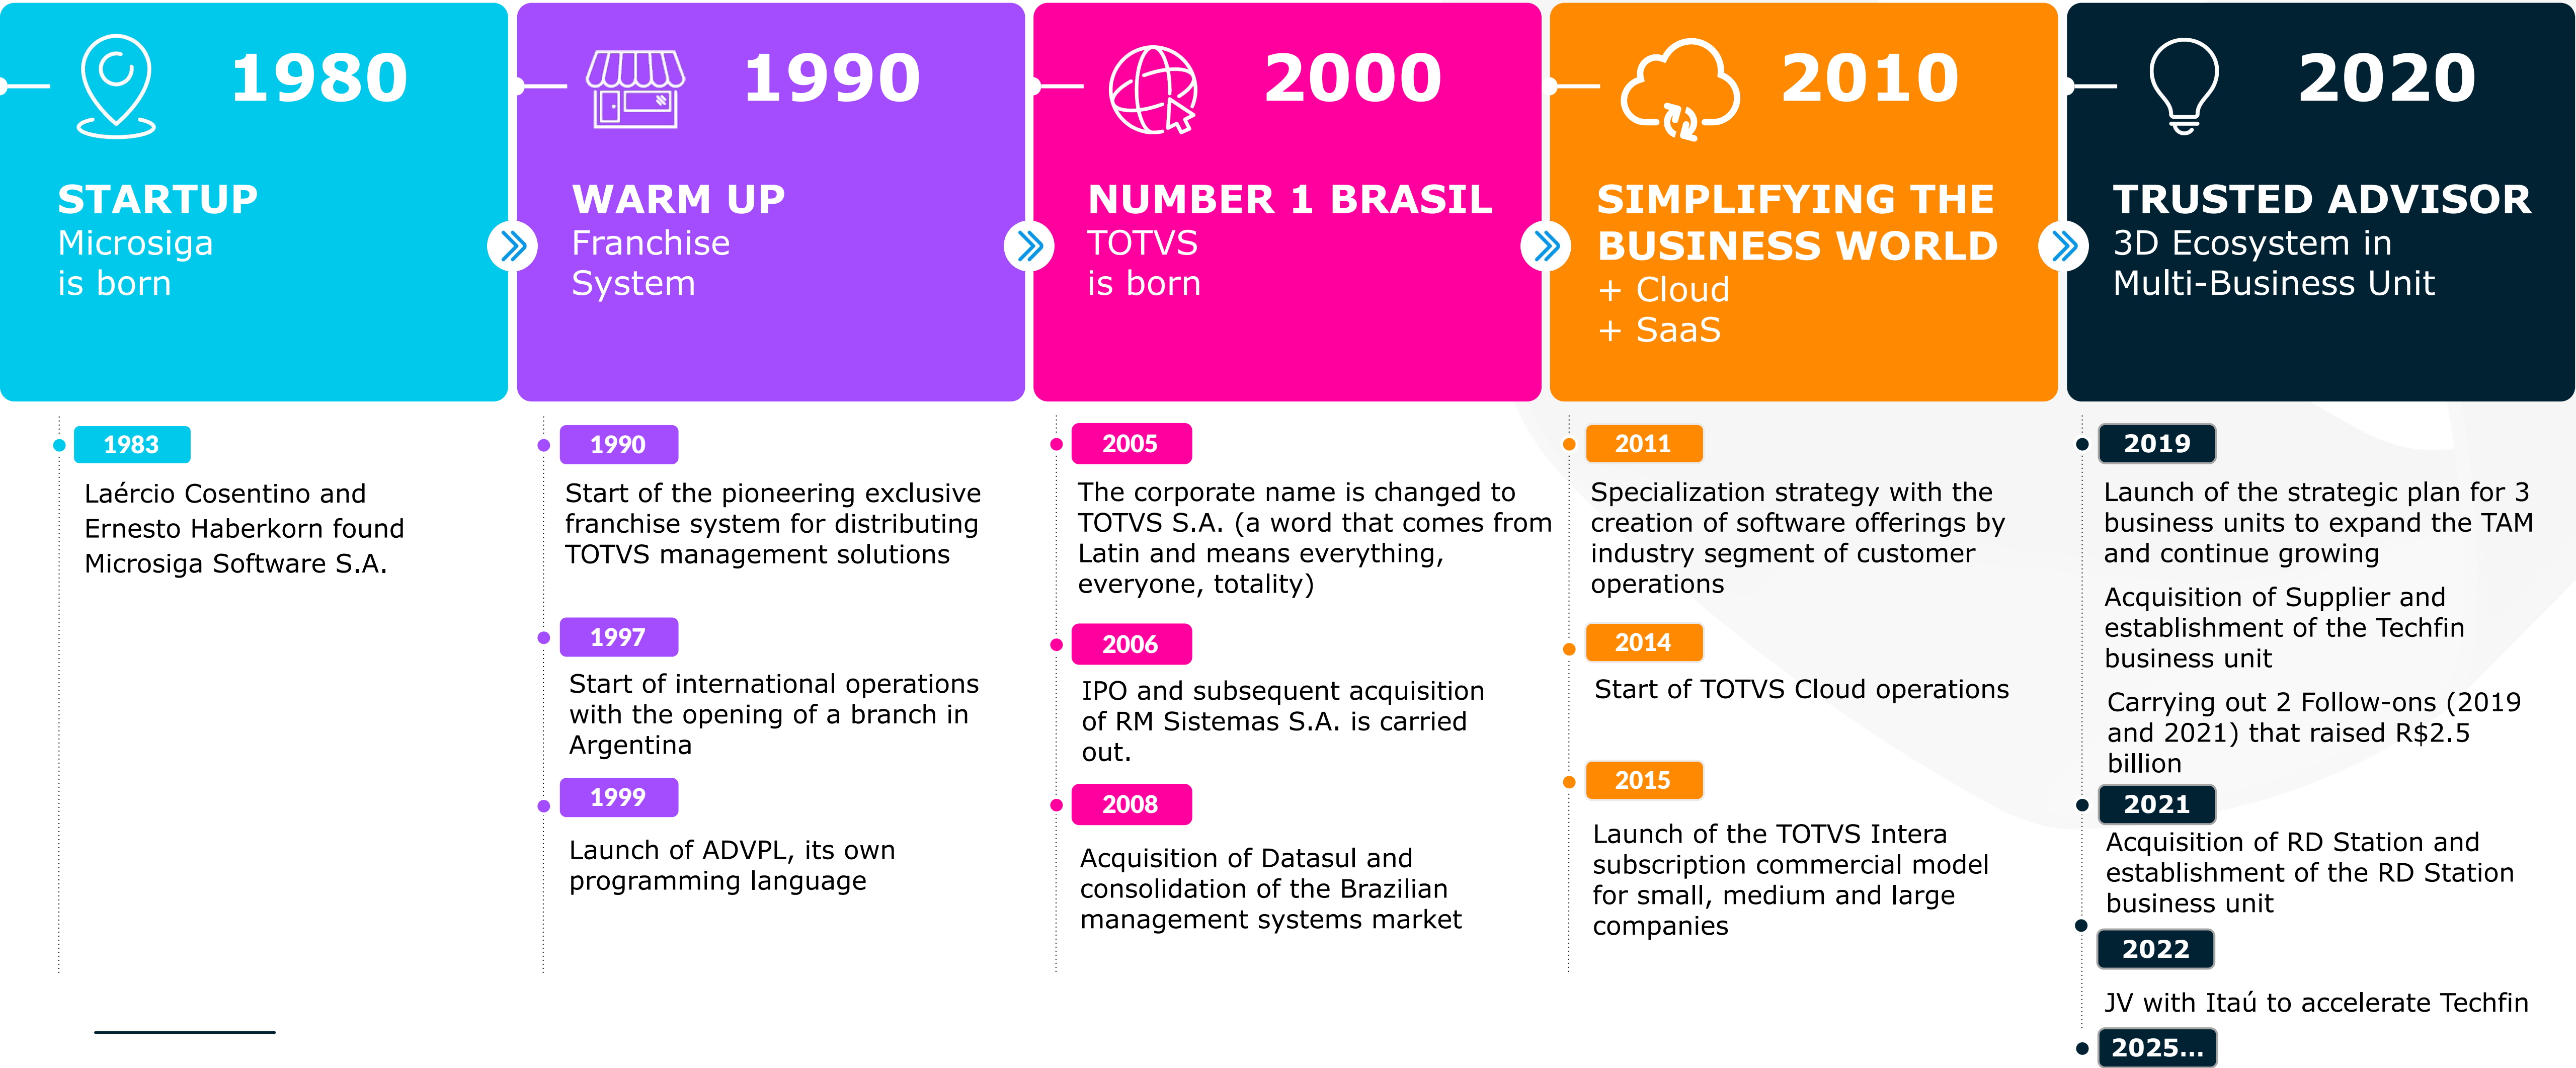 1980
STARTUP
Microsiga
is born
1990
WARM UP
Franchise
System
2000
NUMBER 1 BRASIL
TOTVS
is born
2010
SIMPLIFYING THE
BUSINESS WORLD
+ Cloud
+ SaaS
2020
TRUSTED ADVISOR
3D Ecosystem in
Multi-Business Unit
1983
Laércio Cosentino and
Ernesto Haberkorn found
Microsiga Software S.A.
1990
Start of the pioneering exclusive
franchise system for distributing
TOTVS management solutions
1997
Start of international operations
with the opening of a branch in
Argentina
1999
Launch of ADVPL, its own
programming language
2005
The corporate name is changed to
TOTVS S.A. (a word that comes from
Latin and means everything,
everyone, totality)
2006
IPO and subsequent acquisition
of RM Sistemas S.A. is carried
out.
2008
Acquisition of Datasul and
consolidation of the Brazilian
management systems market
2011
Specialization strategy with the
creation of software offerings by
industry segment of customer
operations
2014
Start of TOTVS Cloud operations
2015
Launch of the TOTVS Intera
subscription commercial model
for small, medium and large
companies
2019
Launch of the strategic plan for 3
business units to expand the TAM
and continue growing
Acquisition of Supplier and
establishment of the Techfin
business unit
Carrying out 2 Follow-ons (2019
and 2021) that raised R$2.5
billion
2021
Acquisition of RD Station and
establishment of the RD Station
business unit
2022
JV with Itaú to accelerate Techfin
2025...